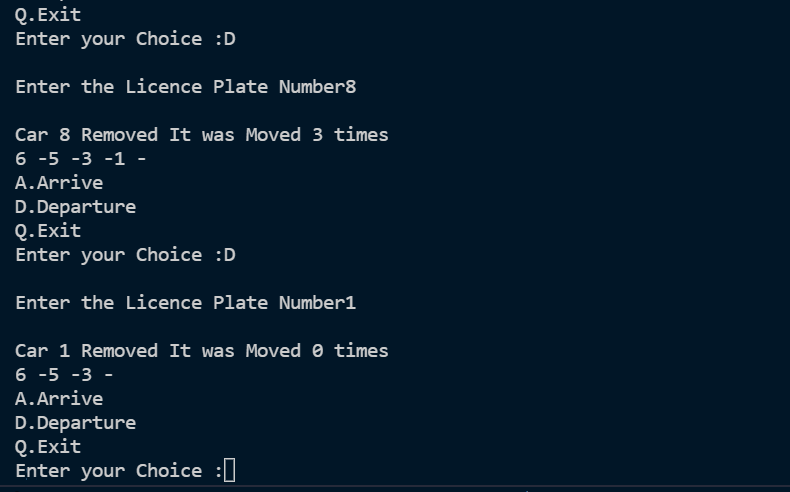 Q.Exit
Enter your Choice :D
Enter the Licence Plate Number8
Car 8 Removed It was Moved 3 times
6 -5 -3 -1 -
A.Arrive
D.Departure
Q.Exit
Enter your Choice :D
Enter the Licence Plate Number1
Car 1 Removed It was Moved 0 times
6 -5 -3 -
A.Arrive
D.Departure
Q.Exit
Enter your Choice :